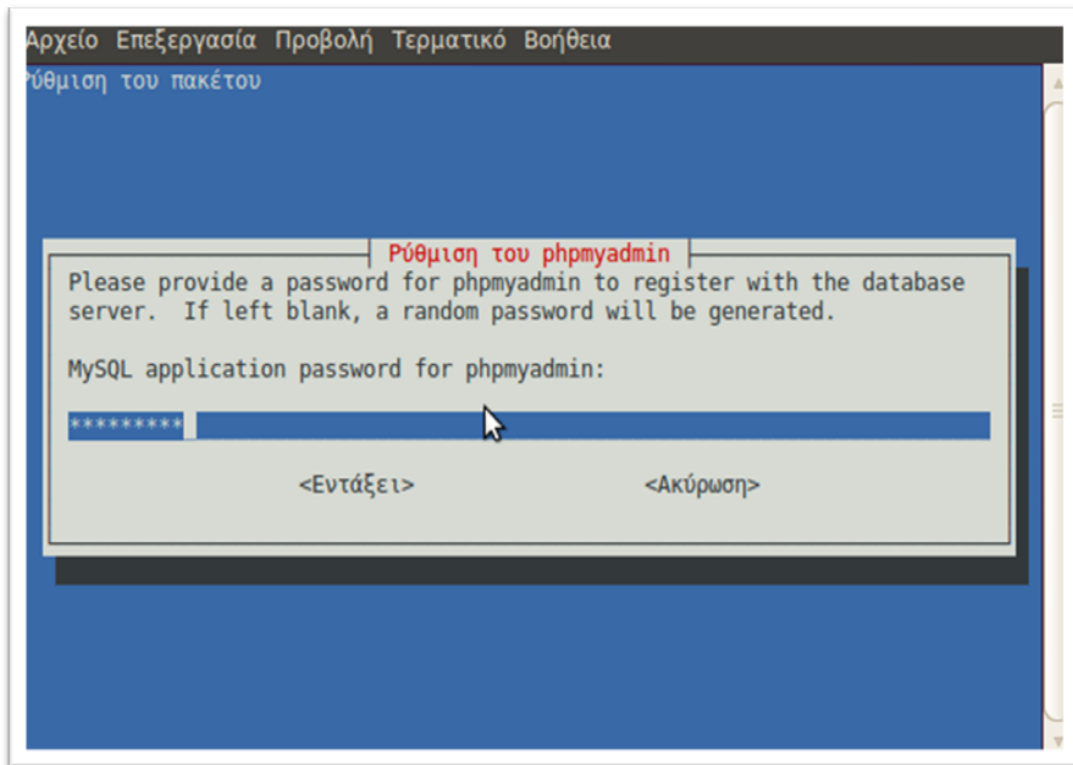 Αρχείο Επεξεργασία Προβολή Τερματικό Βοήθεια
Ρύθμιση του πακέτου
Ρύθμιση του phpmyadmin
Please provide a password for phpmyadmin to register with the database
server. If left blank, a random password will be generated.
MySQL application password for phpmyadmin:
*********
<Εντάξει> <Ακύρωση>